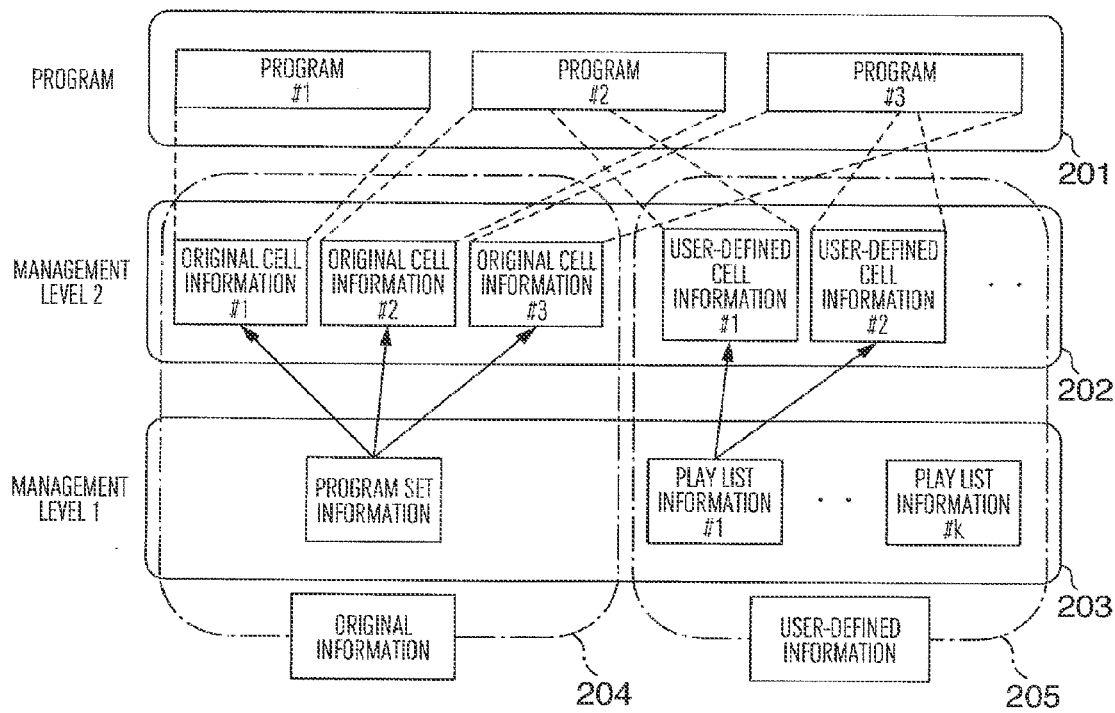 PROGRAM
PROGRAM
#1
PROGRAM
#2
PROGRAM
#3
201
MANAGEMENT
LEVEL 2
ORIGINAL CELL
INFORMATION
#1
ORIGINAL CELL
INFORMATION
#2
ORIGINAL CELL
INFORMATION
#3
USER-DEFINED
CELL
INFORMATION
#1
USER-DEFINED
CELL
INFORMATION
#2
. .
202
MANAGEMENT
LEVEL 1
PROGRAM SET
INFORMATION
PLAY LIST
INFORMATION
#1
. .
PLAY LIST
INFORMATION
#k
203
ORIGINAL
INFORMATION
204
USER-DEFINED
INFORMATION
205